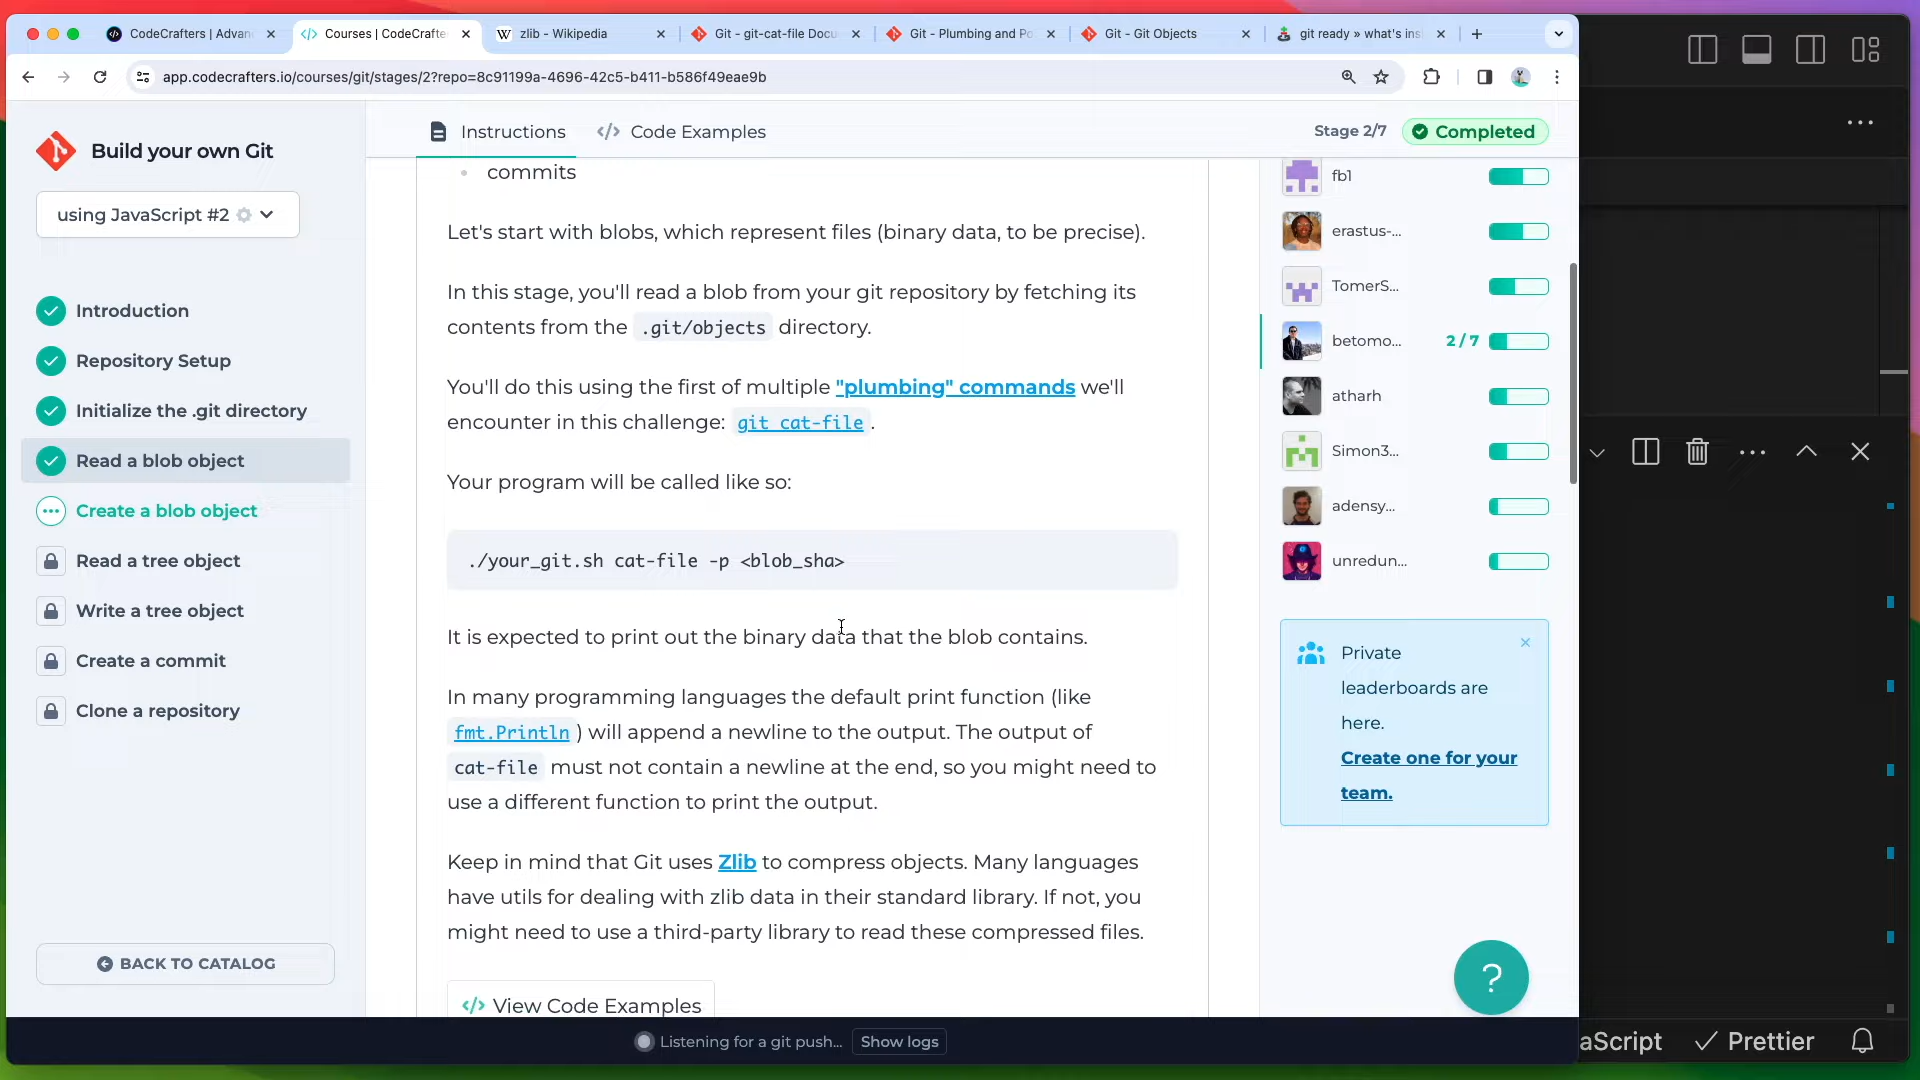 CodeCrafters | Advan
Courses | CodeCrafte
zlib - Wikipedia
Git - git-cat-file Docu
Git - Plumbing and Po
Git - Git Objects
git ready » what's ins
app.codecrafters.io/courses/git/stages/2?repo=8c91199a-4696-42c5-b411-b586f49eae9b
Build your own Git
using JavaScript #2
Introduction
Repository Setup
Initialize the .git directory
Read a blob object
Create a blob object
Read a tree object
Write a tree object
Create a commit
Clone a repository
BACK TO CATALOG
Instructions
Code Examples
Stage 2/7
Completed
commits
Let's start with blobs, which represent files (binary data, to be precise).
In this stage, you'll read a blob from your git repository by fetching its
contents from the .git/objects directory.
You'll do this using the first of multiple "plumbing" commands we'll
encounter in this challenge: git cat-file.
Your program will be called like so:
./your_git.sh cat-file -p <blob_sha>
It is expected to print out the binary data that the blob contains.
In many programming languages the default print function (like
fmt.Println) will append a newline to the output. The output of
cat-file must not contain a newline at the end, so you might need to
use a different function to print the output.
Keep in mind that Git uses Zlib to compress objects. Many languages
have utils for dealing with zlib data in their standard library. If not, you
might need to use a third-party library to read these compressed files.
View Code Examples
fb1
erastus-...
TomerS...
betomo... 2 / 7
atharh
Simon3...
adensy...
unredun...
Private
leaderboards are
here.
Create one for your
team.
?
Listening for a git push... Show logs
aScript
Prettier